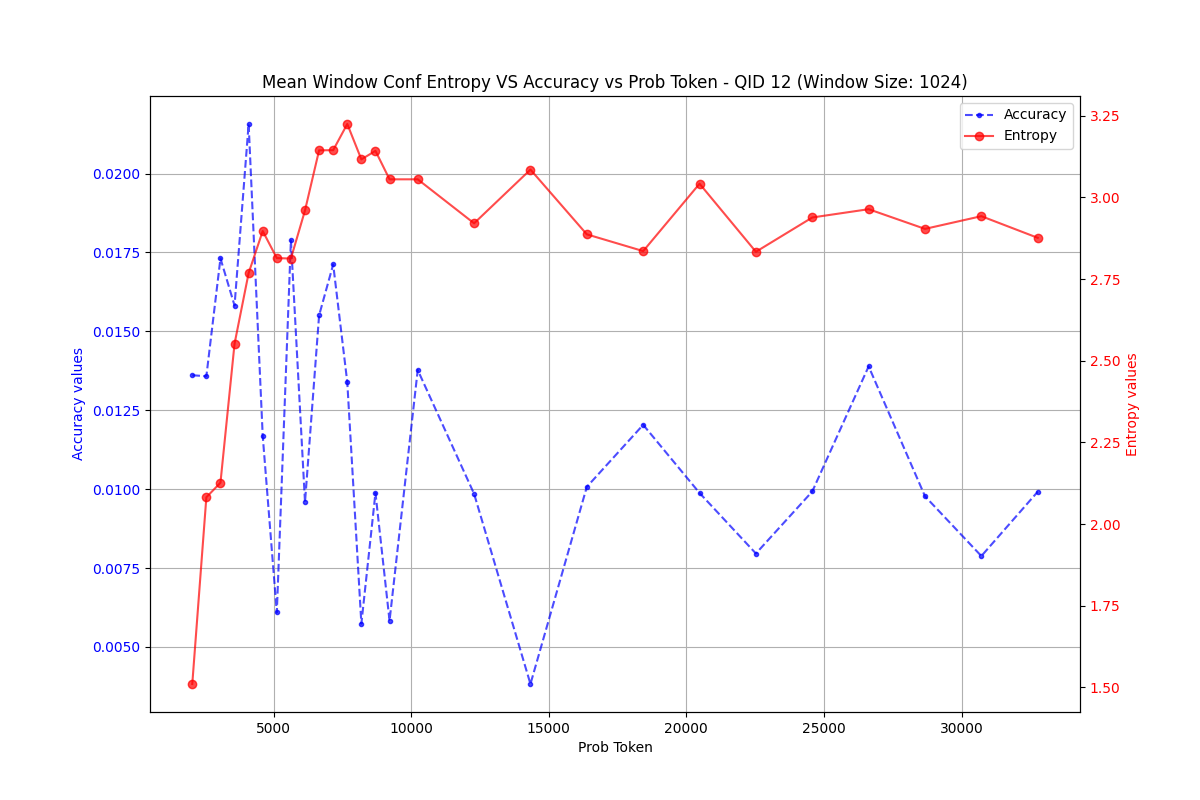 Mean Window Conf Entropy VS Accuracy vs Prob Token - QID 12 (Window Size: 1024)
Accuracy
Entropy
0.0200
0.0175
0.0150
0.0125
0.0100
0.0075
0.0050
Accuracy values
3.25
3.00
2.75
2.50
2.25
2.00
1.75
1.50
Entropy values
5000 10000 15000 20000 25000 30000
Prob Token